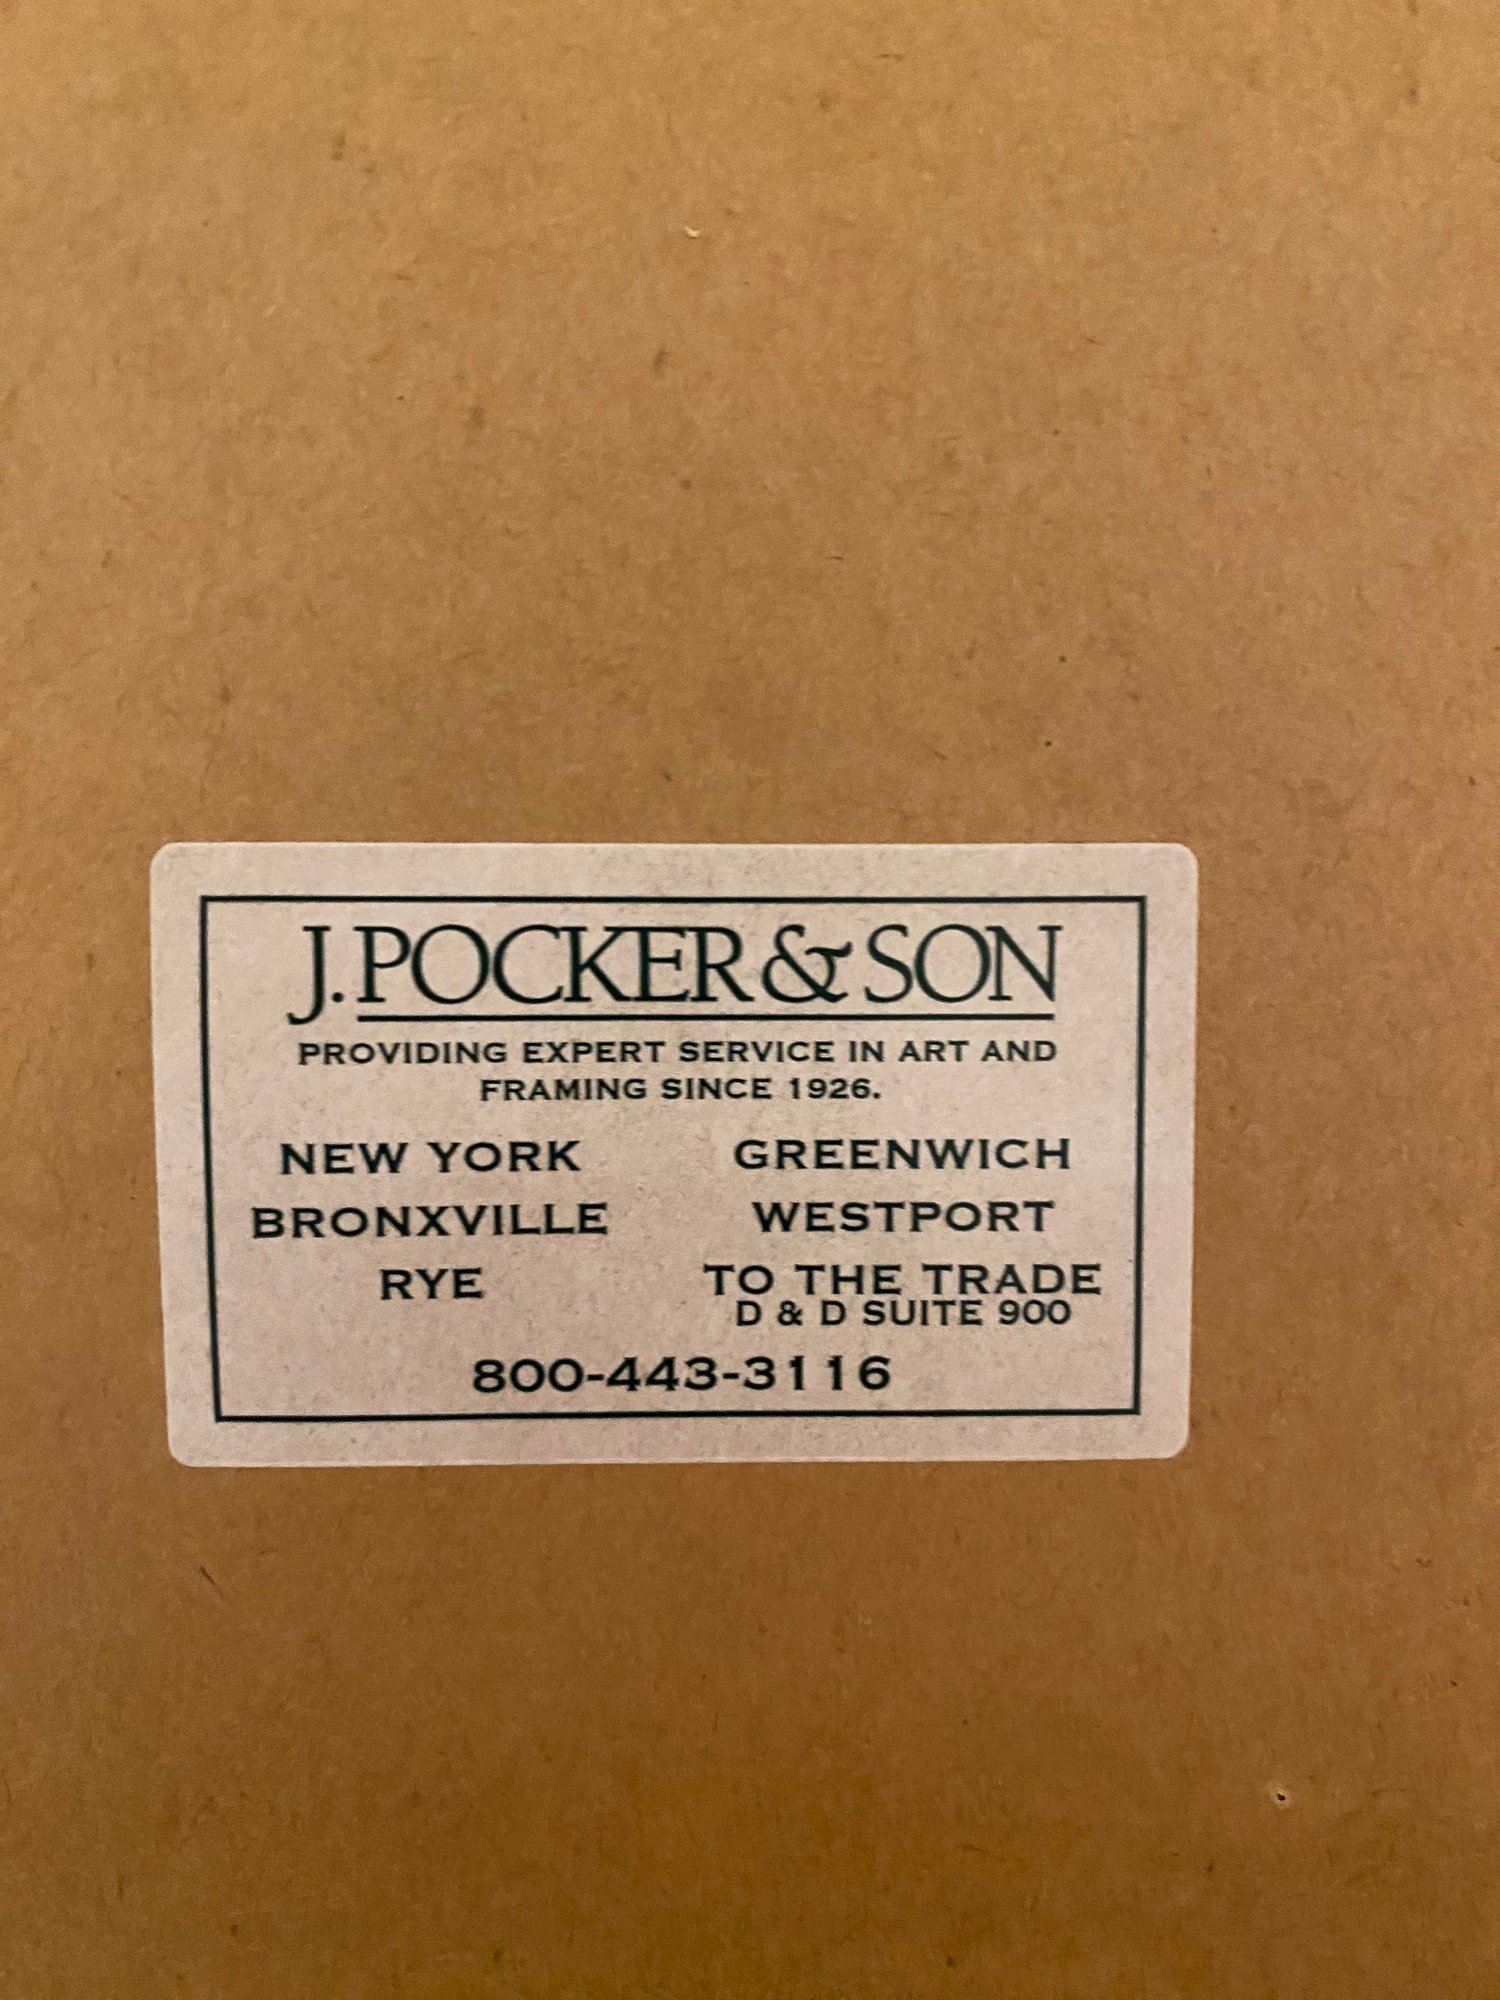 J. POCKER & SON
PROVIDING EXPERT SERVICE IN ART AND
FRAMING SINCE 1926.
NEW YORK GREENWICH
BRONXVILLE WESTPORT
RYE TO THE TRADE
D & D SUITE 900
800-443-3116